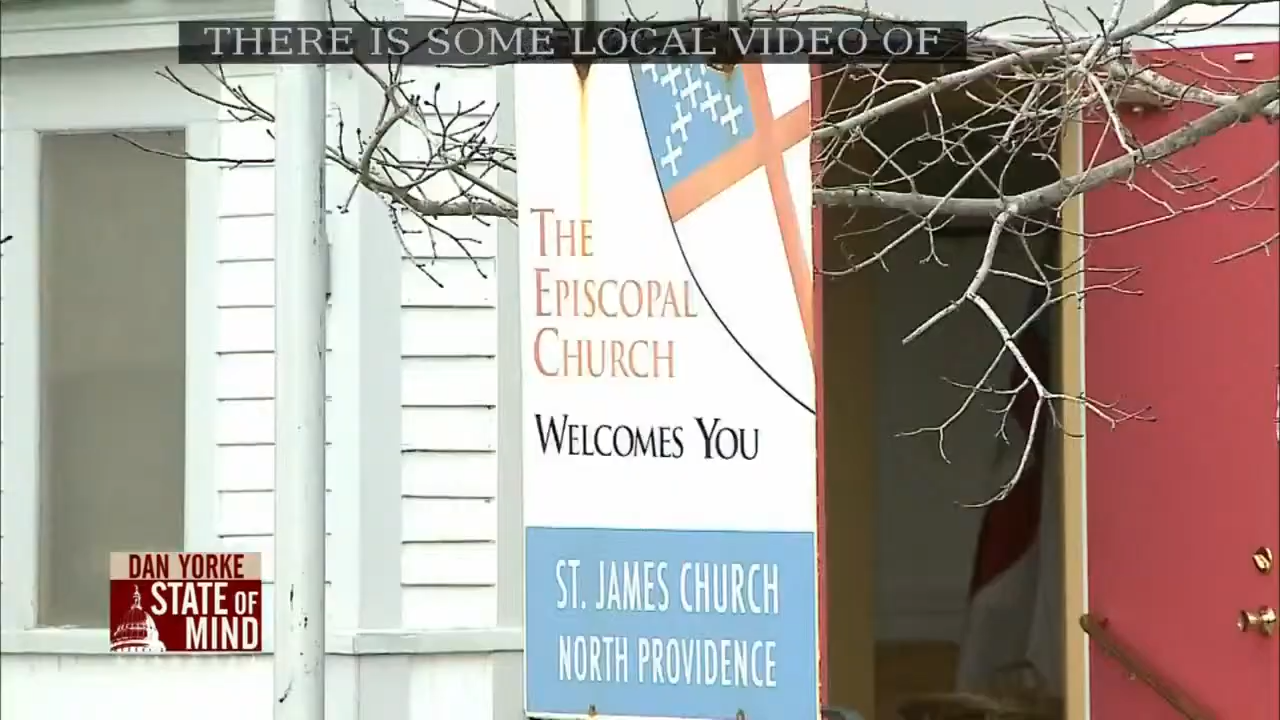 THERE IS SOME LOCAL VIDEO OF
THE
EPISCOPAL
CHURCH
WELCOMES YOU
ST. JAMES CHURCH
NORTH PROVIDENCE
DAN YORKE
STATE OF
MIND